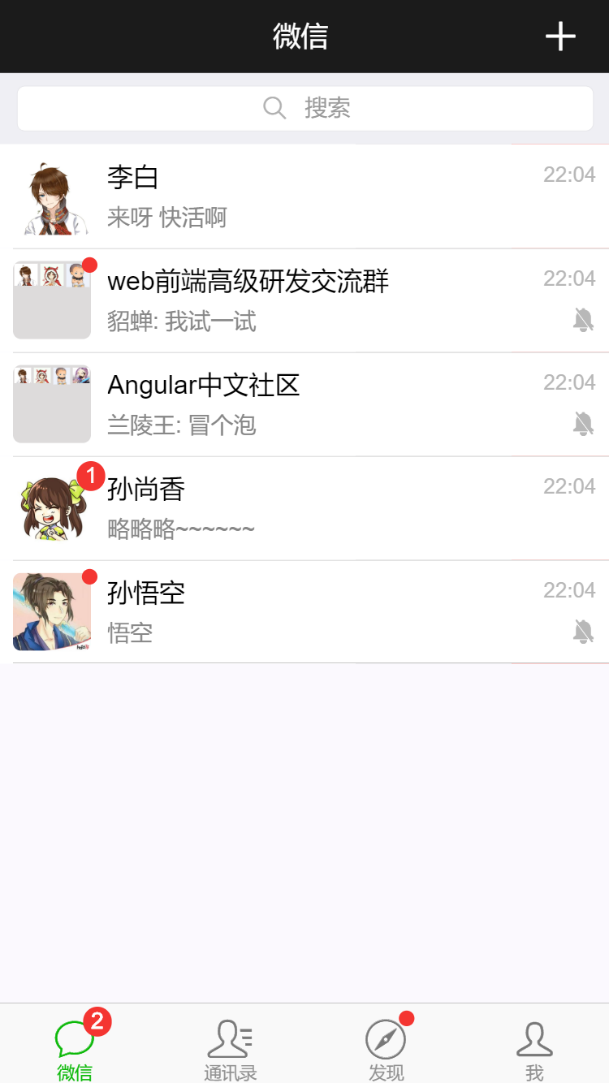 微信
搜索
李白
22:04
来呀 快活啊
web前端高级研发交流群
22:04
貂蝉: 我试一试
Angular中文社区
22:04
兰陵王: 冒个泡
1
孙尚香
22:04
略略略~~~~~~
孙悟空
22:04
悟空
2
微信
通讯录
发现
我